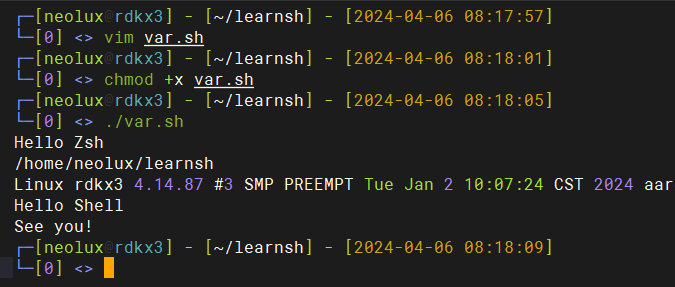 ┌─[neolux@rdkx3] - [~/learnsh] - [2024-04-06 08:17:57]
└─[0] <> vim var.sh
┌─[neolux@rdkx3] - [~/learnsh] - [2024-04-06 08:18:01]
└─[0] <> chmod +x var.sh
┌─[neolux@rdkx3] - [~/learnsh] - [2024-04-06 08:18:05]
└─[0] <> ./var.sh
Hello Zsh
/home/neolux/learnsh
Linux rdkx3 4.14.87 #3 SMP PREEMPT Tue Jan 2 10:07:24 CST 2024 aar
Hello Shell
See you!
┌─[neolux@rdkx3] - [~/learnsh] - [2024-04-06 08:18:09]
└─[0] <>